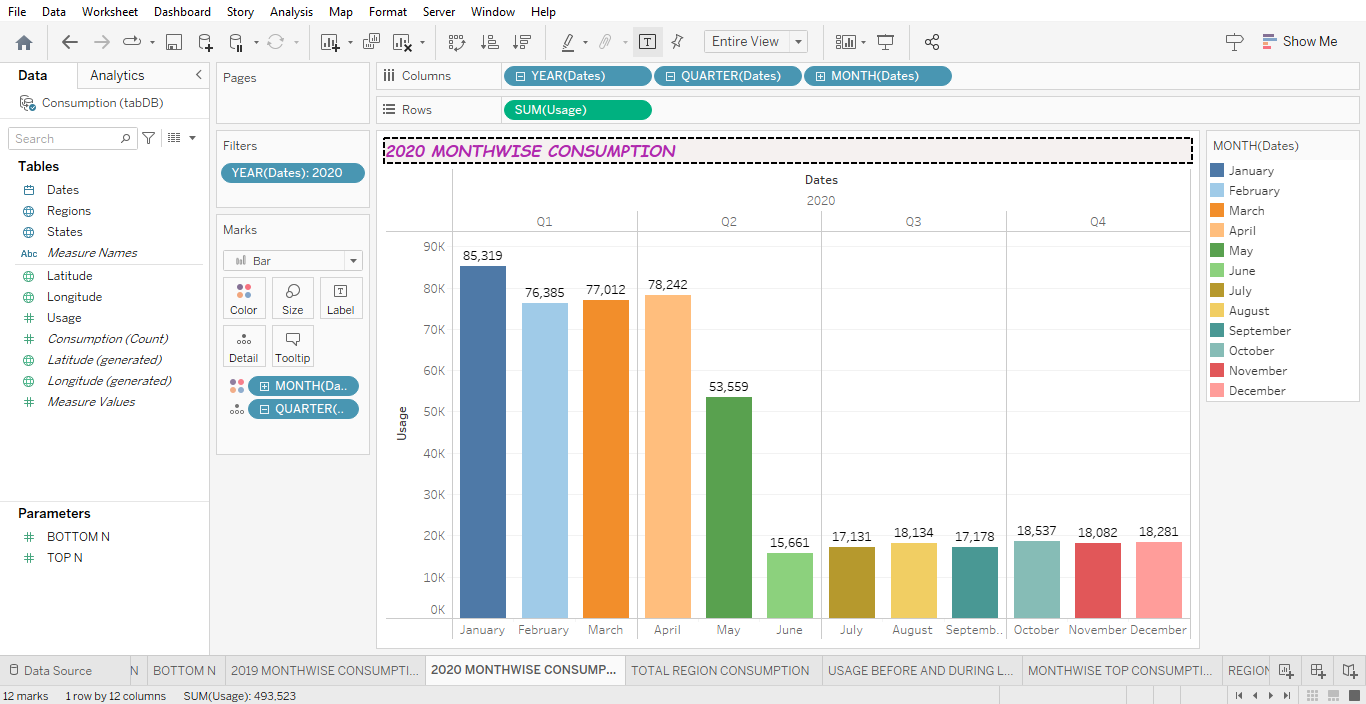 File Data Worksheet Dashboard Story Analysis Map Format Server Window Help
Entire View
Show Me
Data Analytics
Consumption (tabDB)
Search
Tables
Dates
Regions
States
Abc Measure Names
Latitude
Longitude
Usage
Consumption (Count)
Latitude (generated)
Longitude (generated)
Measure Values
Parameters
BOTTOM N
TOP N
Pages
Filters
YEAR(Dates): 2020
Marks
Bar
Color Size Label
Detail Tooltip
MONTH(Da..
QUARTER(..
Columns YEAR(Dates) QUARTER(Dates) MONTH(Dates)
Rows SUM(Usage)
2020 MONTHWISE CONSUMPTION
Dates
2020
Q1 Q2 Q3 Q4
Usage
90K
80K
70K
60K
50K
40K
30K
20K
10K
0K
85,319 76,385 77,012 78,242 53,559 15,661 17,131 18,134 17,178 18,537 18,082 18,281
January February March April May June July August Septemb.. October November December
MONTH(Dates)
January
February
March
April
May
June
July
August
September
October
November
December
Data Source N BOTTOM N 2019 MONTHWISE CONSUMPTI... 2020 MONTHWISE CONSUMP... TOTAL REGION CONSUMPTION USAGE BEFORE AND DURING L... MONTHWISE TOP CONSUMPTI... REGION
12 marks 1 row by 12 columns SUM(Usage): 493,523